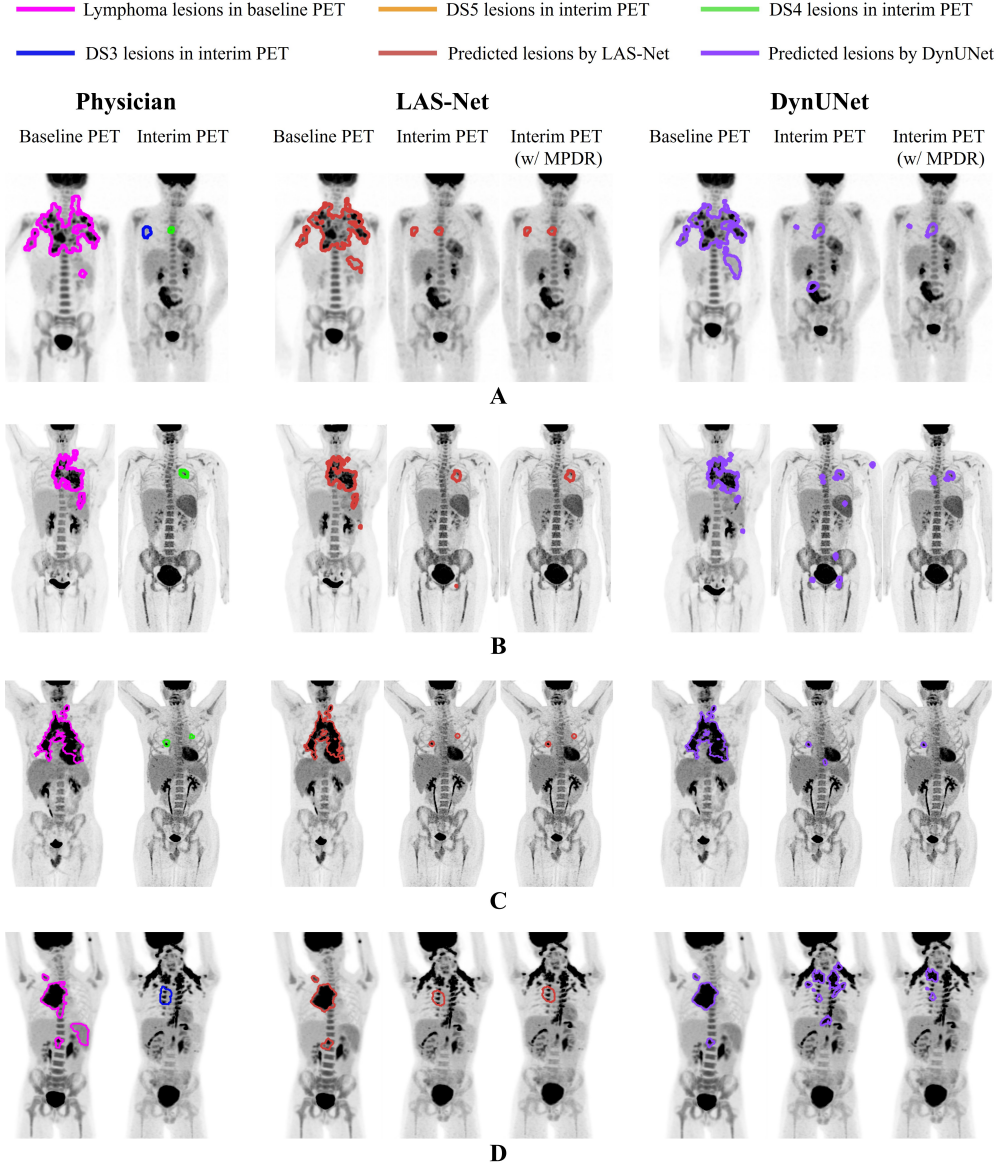 Lymphoma lesions in baseline PET
DS5 lesions in interim PET
DS4 lesions in interim PET
DS3 lesions in interim PET
Predicted lesions by LAS-Net
Predicted lesions by DynUNet
Physician
LAS-Net
DynUNet
Baseline PET
Interim PET
Baseline PET
Interim PET
Interim PET
(w/ MPDR)
Baseline PET
Interim PET
Interim PET
(w/ MPDR)
A
B
C
D